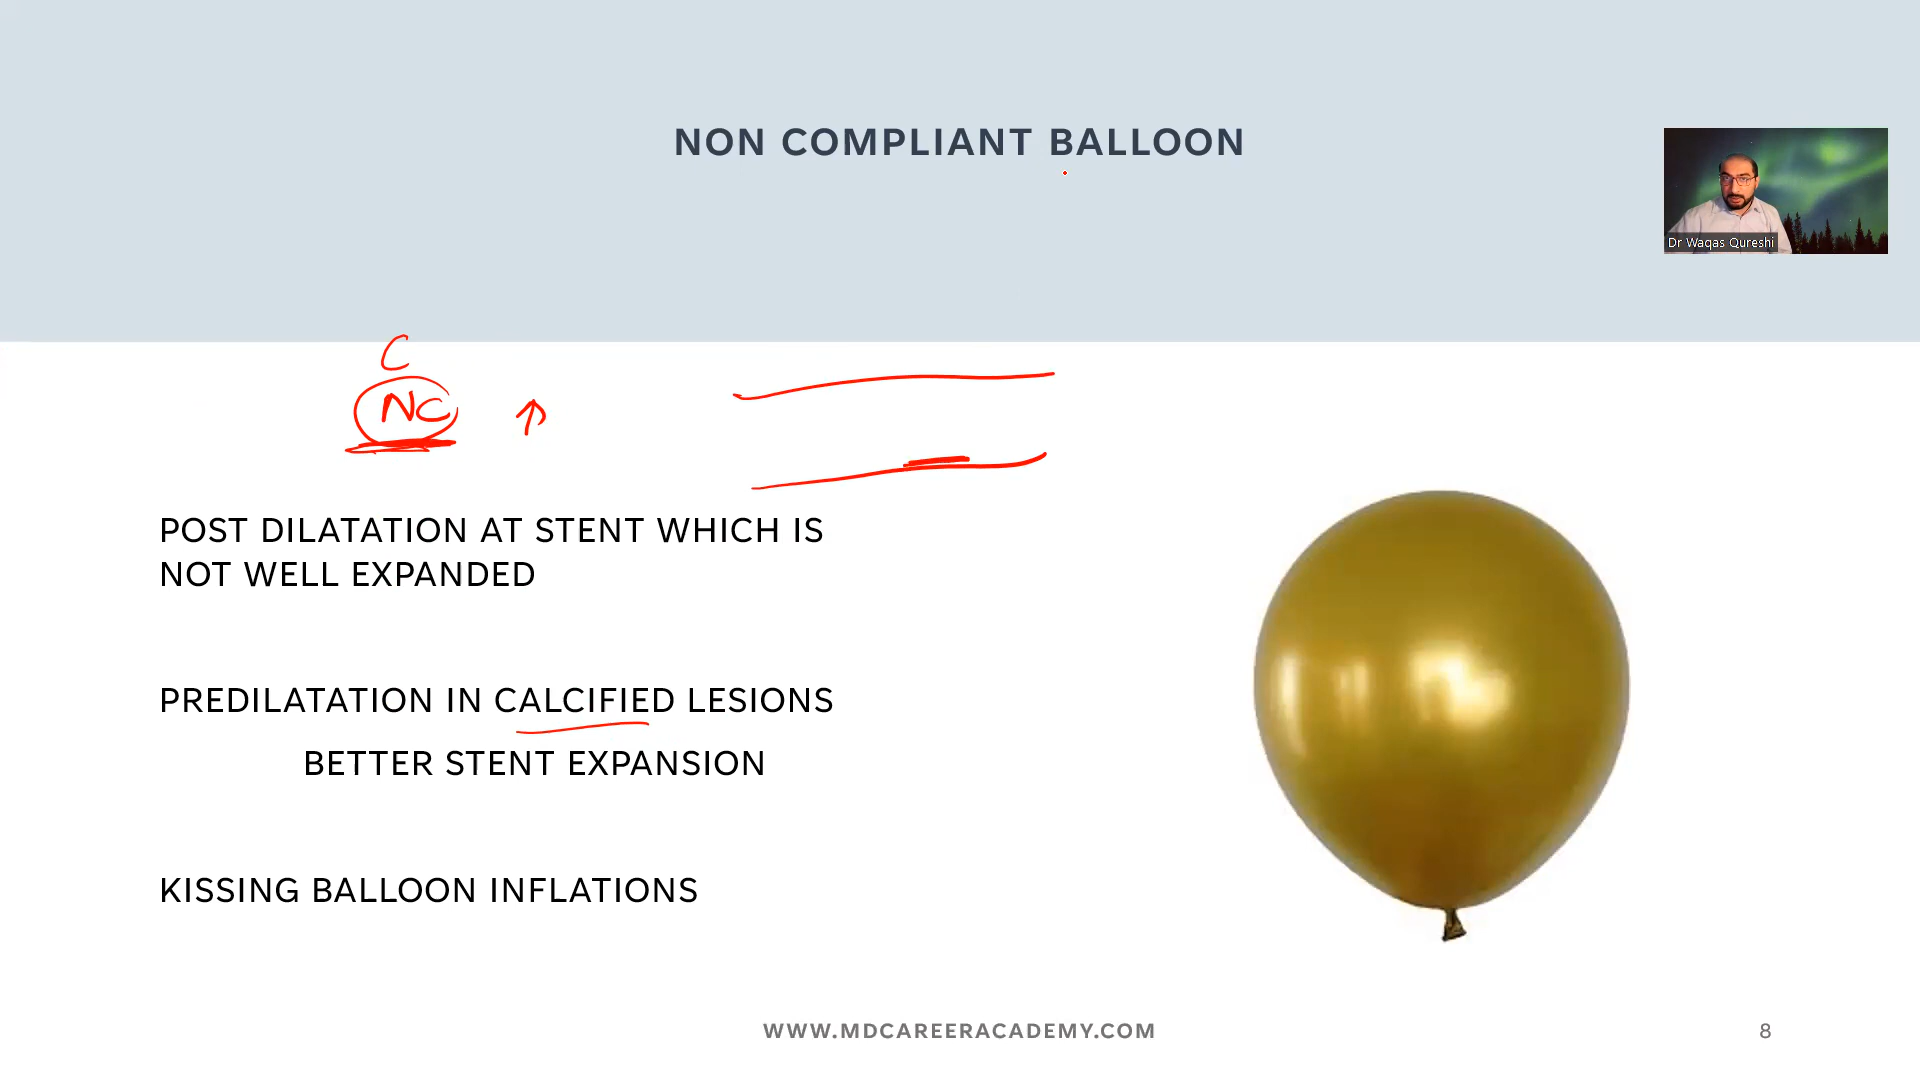 NON COMPLIANT BALLOON
Dr Waqas Qureshi
C
NC
POST DILATATION AT STENT WHICH IS
NOT WELL EXPANDED
PREDILATATION IN CALCIFIED LESIONS
BETTER STENT EXPANSION
KISSING BALLOON INFLATIONS
WWW.MDCAREERACADEMY.COM
8